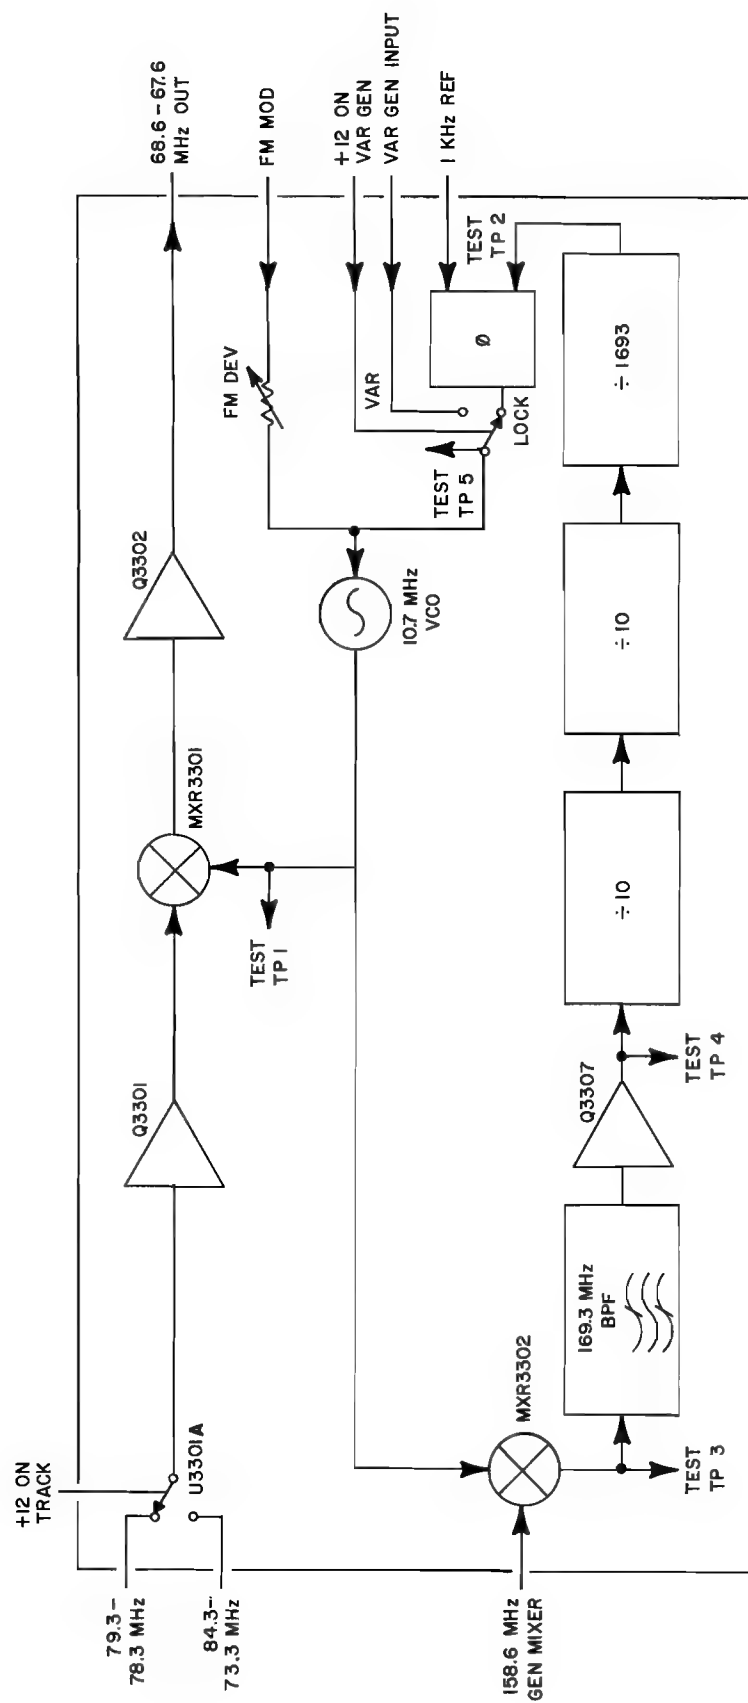 +12 ON
TRACK
79.3–
78.3 MHz
84.3–
73.3 MHz
U3301A
Q3301
MXR3301
Q3302
68.6–67.6
MHz OUT
TEST
TP1
FM DEV
FM MOD
10.7 MHz
VCO
VAR
+12 ON
VAR GEN
VAR GEN INPUT
TEST
TP 5
LOCK
Ø
1 KHz REF
TEST
TP 2
158.6 MHz
GEN MIXER
MXR3302
TEST
TP 3
169.3 MHz
BPF
Q3307
TEST
TP 4
÷10
÷10
÷1693